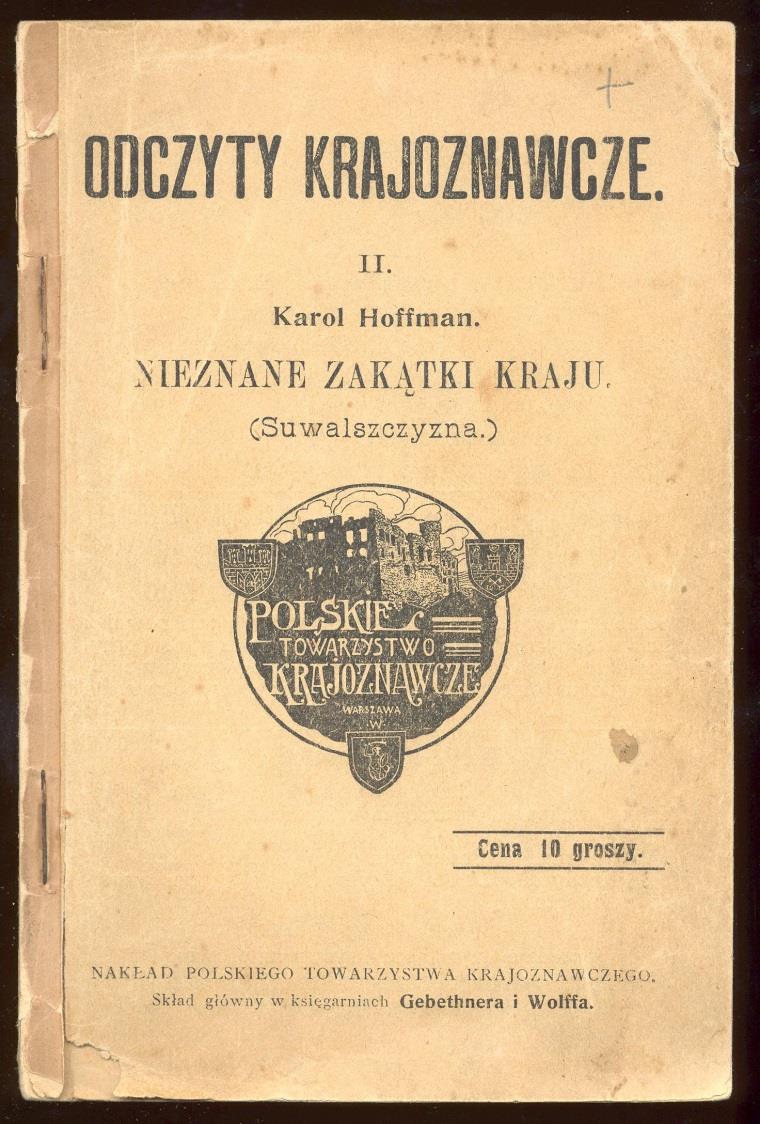 ODCZYTY KRAJOZNAWCZE.
II.
Karol Hoffman.
NIEZNANE ZAKĄTKI KRAJU.
(Suwalszczyzna.)
POLSKIE
TOWARZYSTWO
KRAJOZNAWCZE
WARSZAWA
W
Cena 10 groszy.
NAKŁAD POLSKIEGO TOWARZYSTWA KRAJOZNAWCZEGO.
Skład główny w księgarniach Gebethnera i Wolffa.